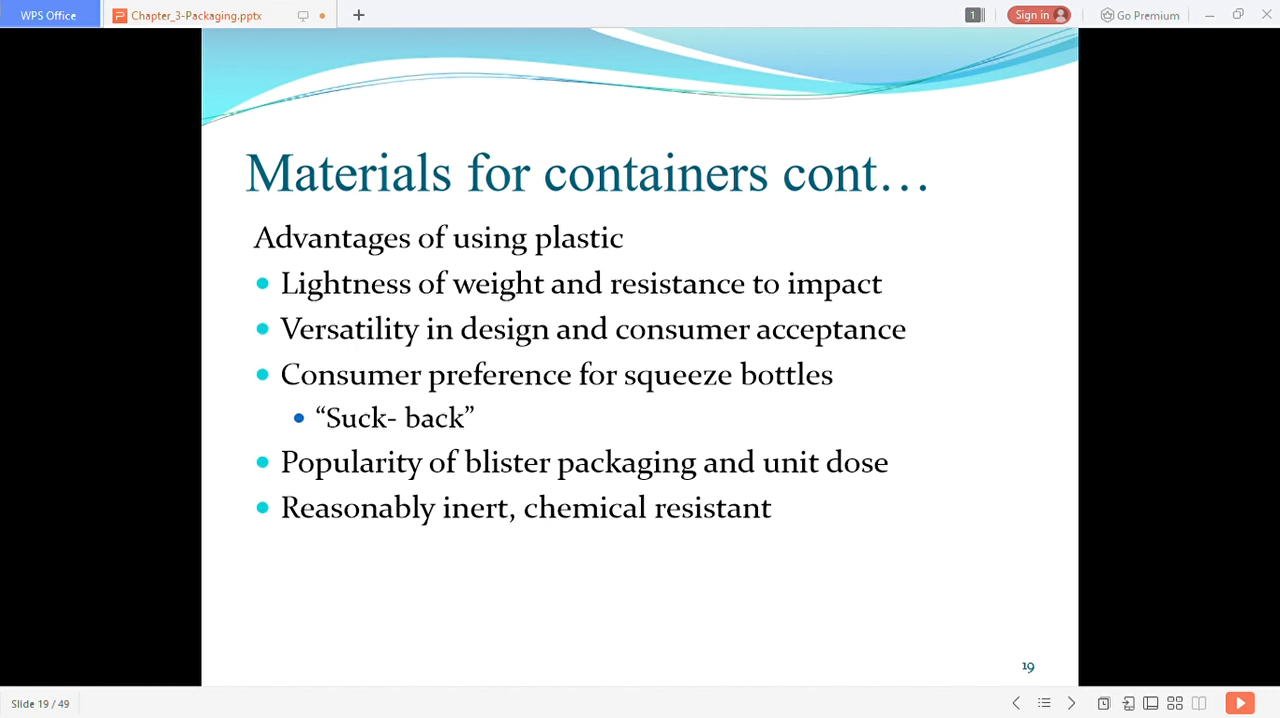 WPS Office
Chapter_3-Packaging.pptx
1
Sign in
Go Premium
Materials for containers cont…
Advantages of using plastic
Lightness of weight and resistance to impact
Versatility in design and consumer acceptance
Consumer preference for squeeze bottles
“Suck- back”
Popularity of blister packaging and unit dose
Reasonably inert, chemical resistant
19
Slide 19 / 49